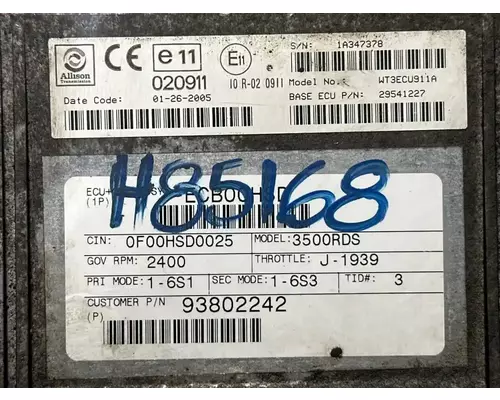 Allison
Transmission
CE
e11
020911
E11
10 R-02 0911
S/N: 1A347378
Model No.: WT3ECU911A
Date Code: 01-26-2005
BASE ECU P/N: 29541227
H85168
ECU+
(1P)
CIN: 0F00HSD0025 MODEL: 3500RDS
GOV RPM: 2400 THROTTLE: J-1939
PRI MODE: 1-6S1 SEC MODE: 1-6S3 TID#: 3
CUSTOMER P/N 93802242
(P)